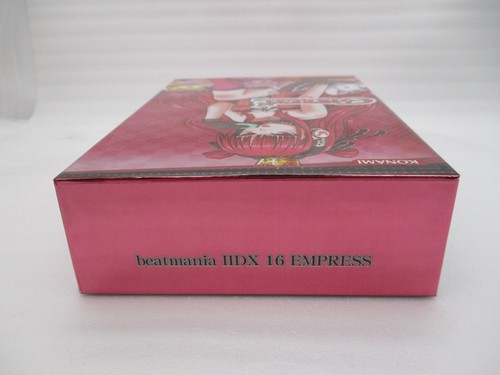 KONAMI
beatmania IIDX 16 EMPRESS